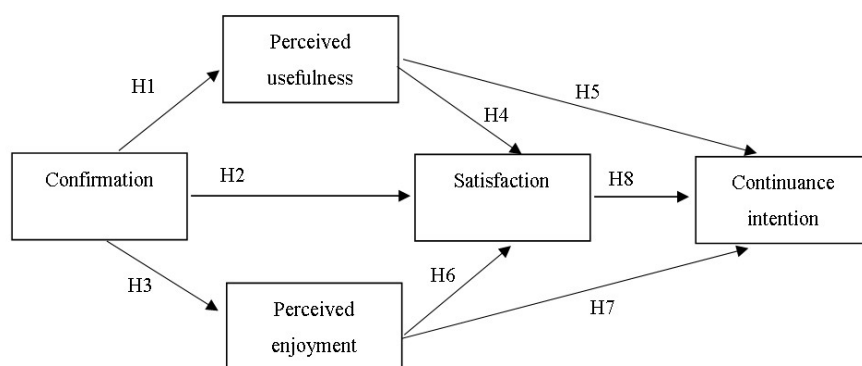 Perceived
usefulness
H1
H5
H4
Confirmation
H2
Satisfaction
H8
Continuance
intention
H3
H6
H7
Perceived
enjoyment